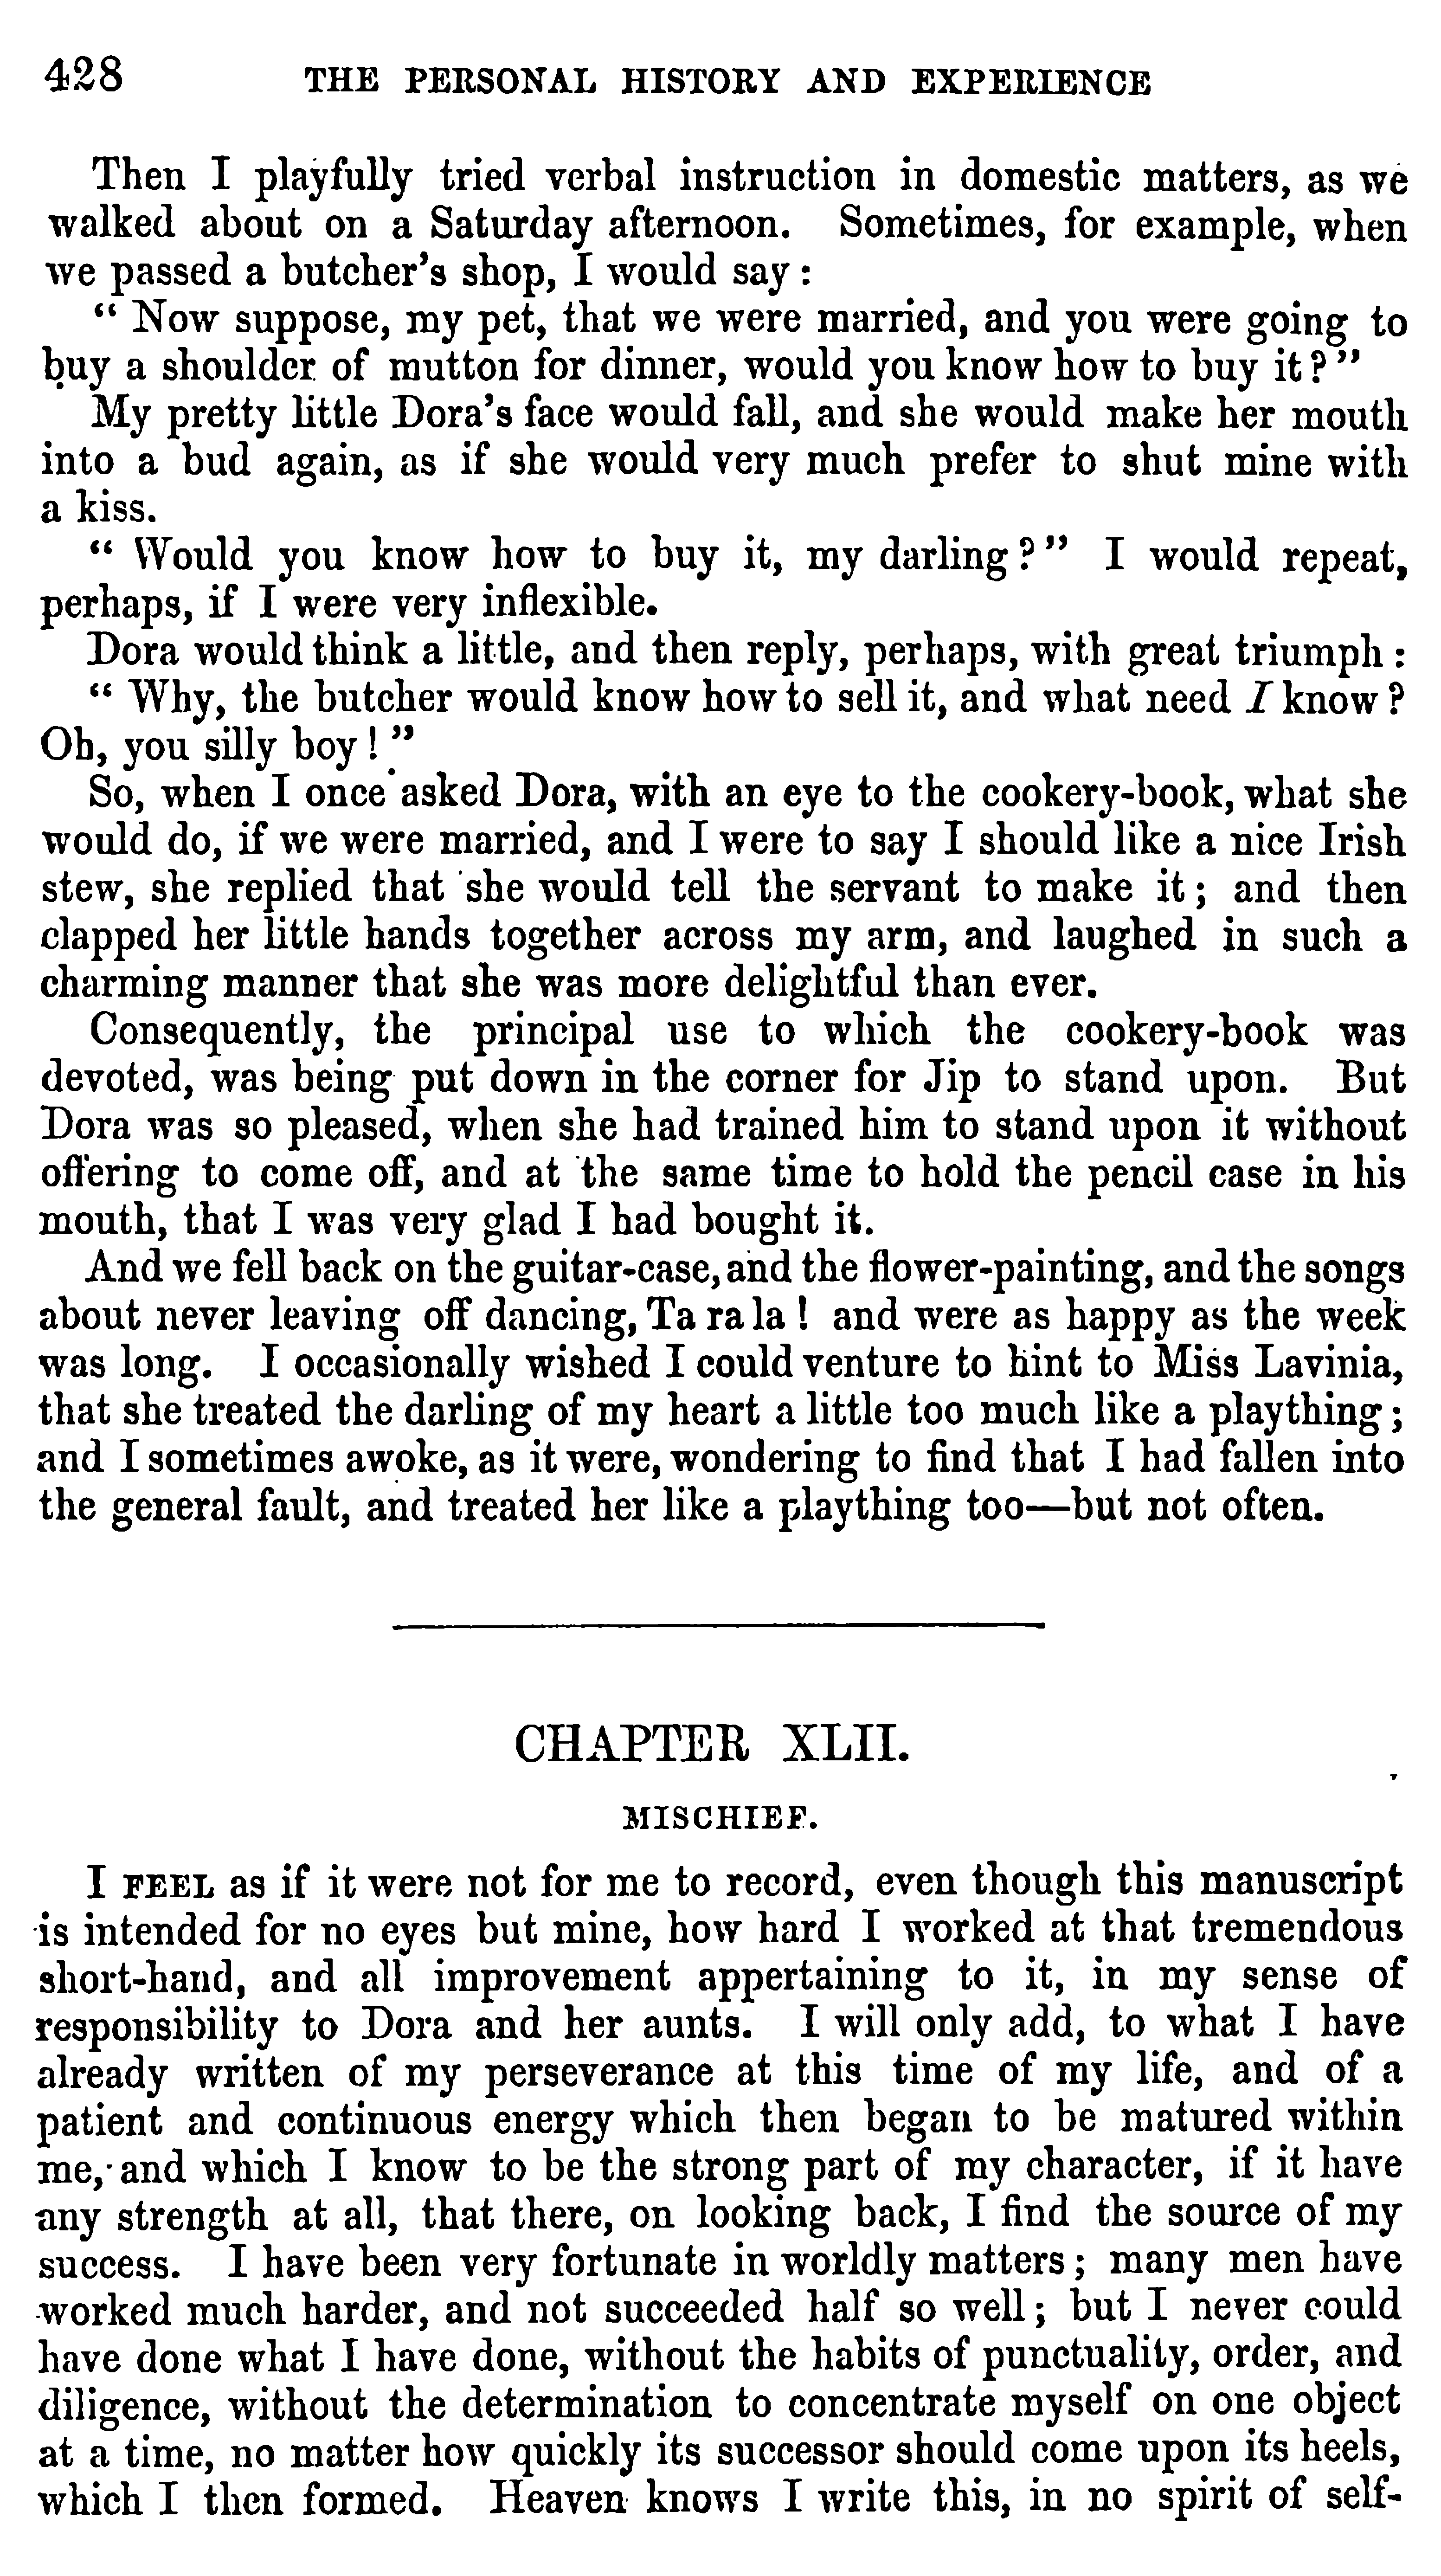 428 THE PERSONAL HISTORY AND EXPERIENCE
Then I playfully tried verbal instruction in domestic matters, as we
walked about on a Saturday afternoon. Sometimes, for example, when
we passed a butcher's shop, I would say:
"Now suppose, my pet, that we were married, and you were going to
buy a shoulder of mutton for dinner, would you know how to buy it?"
My pretty little Dora's face would fall, and she would make her mouth
into a bud again, as if she would very much prefer to shut mine with
a kiss.
"Would you know how to buy it, my darling?" I would repeat,
perhaps, if I were very inflexible.
Dora would think a little, and then reply, perhaps, with great triumph:
"Why, the butcher would know how to sell it, and what need I know?
Oh, you silly boy!"
So, when I once asked Dora, with an eye to the cookery-book, what she
would do, if we were married, and I were to say I should like a nice Irish
stew, she replied that she would tell the servant to make it; and then
clapped her little hands together across my arm, and laughed in such a
charming manner that she was more delightful than ever.
Consequently, the principal use to which the cookery-book was
devoted, was being put down in the corner for Jip to stand upon. But
Dora was so pleased, when she had trained him to stand upon it without
offering to come off, and at the same time to hold the pencil case in his
mouth, that I was very glad I had bought it.
And we fell back on the guitar-case, and the flower-painting, and the songs
about never leaving off dancing, Ta ra la! and were as happy as the week
was long. I occasionally wished I could venture to hint to Miss Lavinia,
that she treated the darling of my heart a little too much like a plaything;
and I sometimes awoke, as it were, wondering to find that I had fallen into
the general fault, and treated her like a plaything too—but not often.
CHAPTER XLII.
MISCHIEF.
I FEEL as if it were not for me to record, even though this manuscript
is intended for no eyes but mine, how hard I worked at that tremendous
short-hand, and all improvement appertaining to it, in my sense of
responsibility to Dora and her aunts. I will only add, to what I have
already written of my perseverance at this time of my life, and of a
patient and continuous energy which then began to be matured within
me, and which I know to be the strong part of my character, if it have
any strength at all, that there, on looking back, I find the source of my
success. I have been very fortunate in worldly matters; many men have
worked much harder, and not succeeded half so well; but I never could
have done what I have done, without the habits of punctuality, order, and
diligence, without the determination to concentrate myself on one object
at a time, no matter how quickly its successor should come upon its heels,
which I then formed. Heaven knows I write this, in no spirit of self-